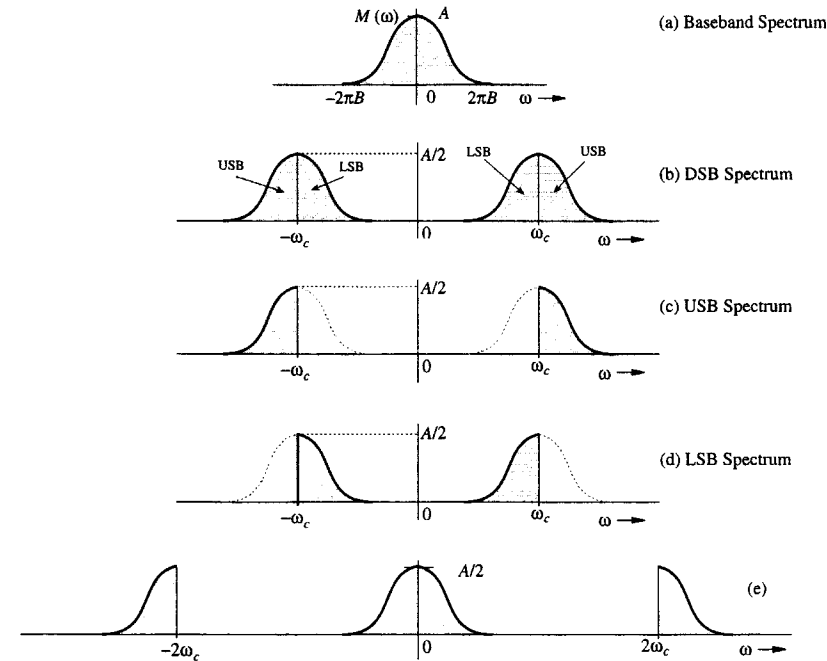 M (ω) A (a) Baseband Spectrum
−2πB 0 2πB ω
USB LSB A/2 LSB USB (b) DSB Spectrum
−ω_c 0 ω_c ω
A/2 (c) USB Spectrum
−ω_c 0 ω_c ω
A/2 (d) LSB Spectrum
−ω_c 0 ω_c ω
A/2 (e)
−2ω_c 0 2ω_c ω